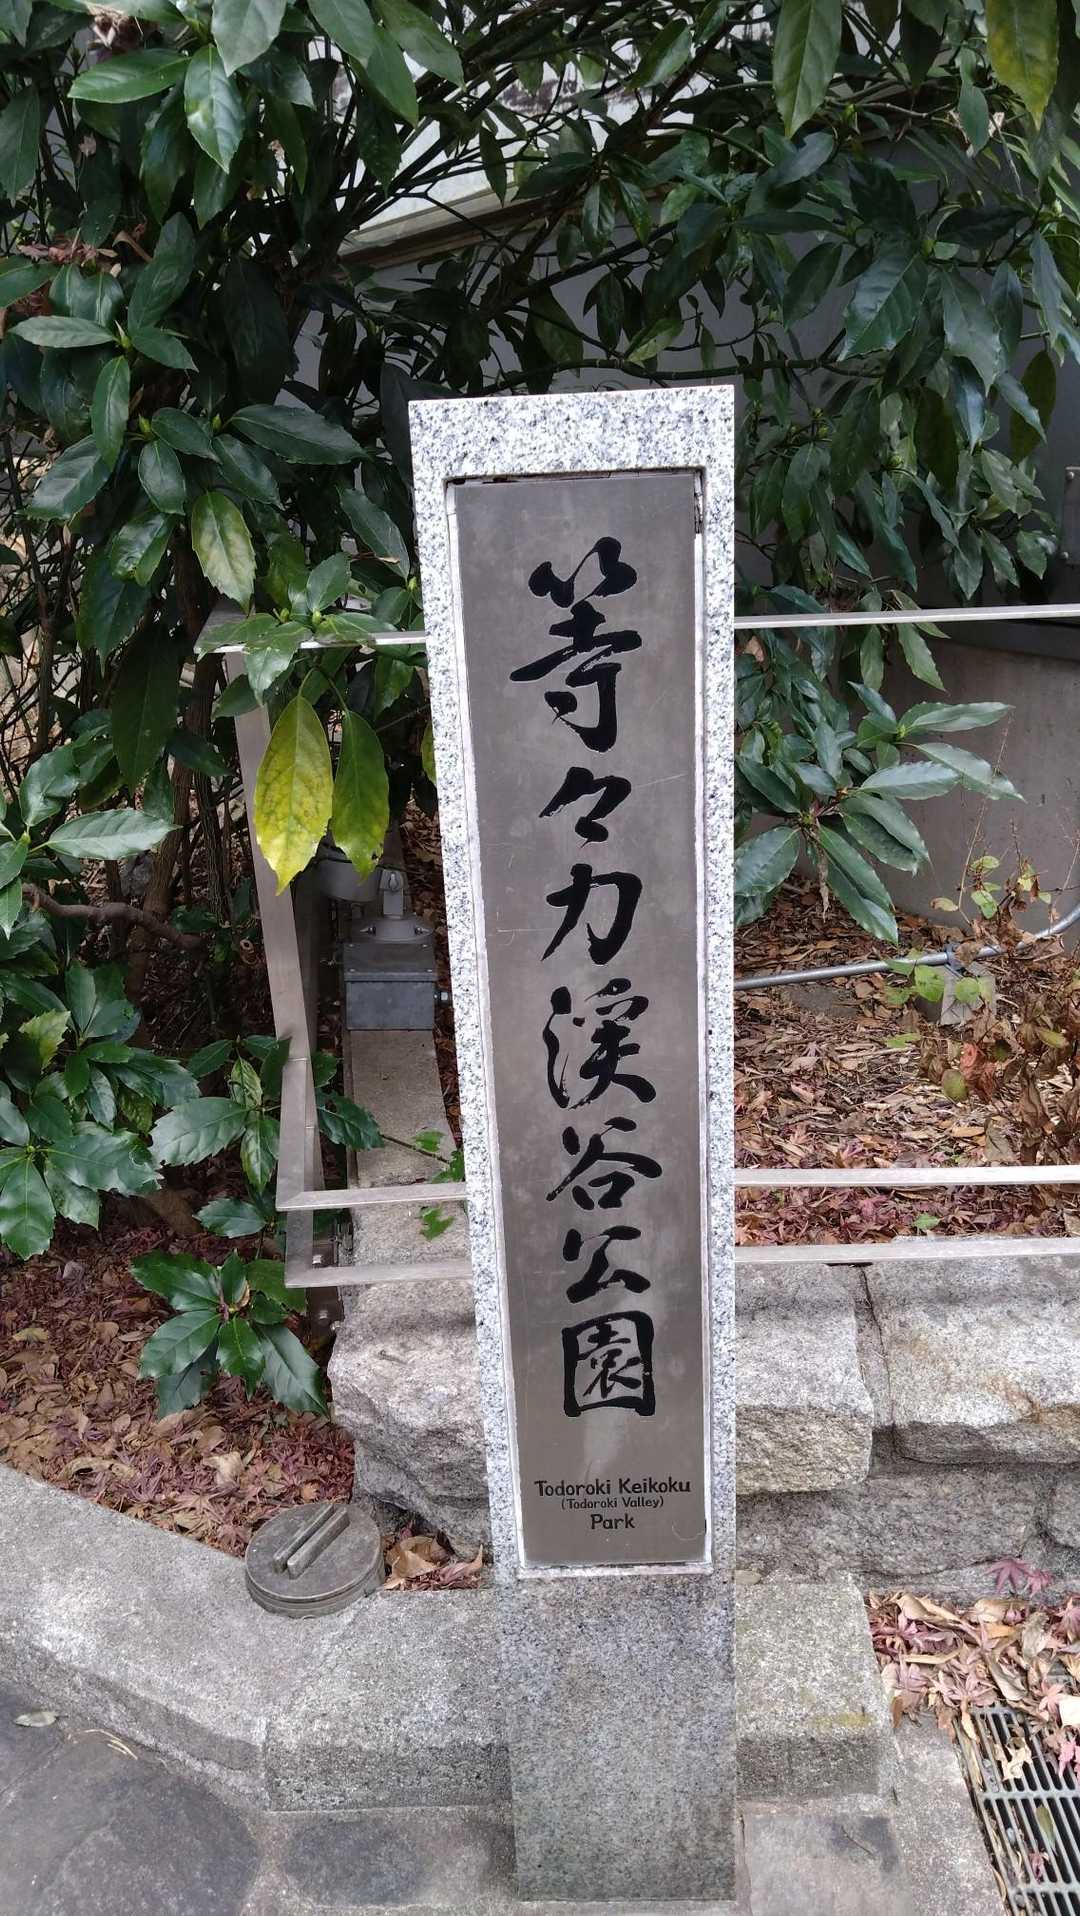 等々力渓谷公園
Todoroki Keikoku
(Todoroki Valley)
Park